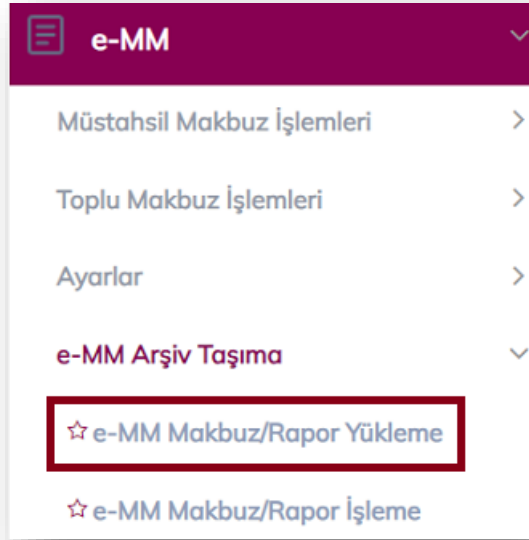 e-MM
Müstahsil Makbuz İşlemleri
Toplu Makbuz İşlemleri
Ayarlar
e-MM Arşiv Taşıma
e-MM Makbuz/Rapor Yükleme
e-MM Makbuz/Rapor İşleme